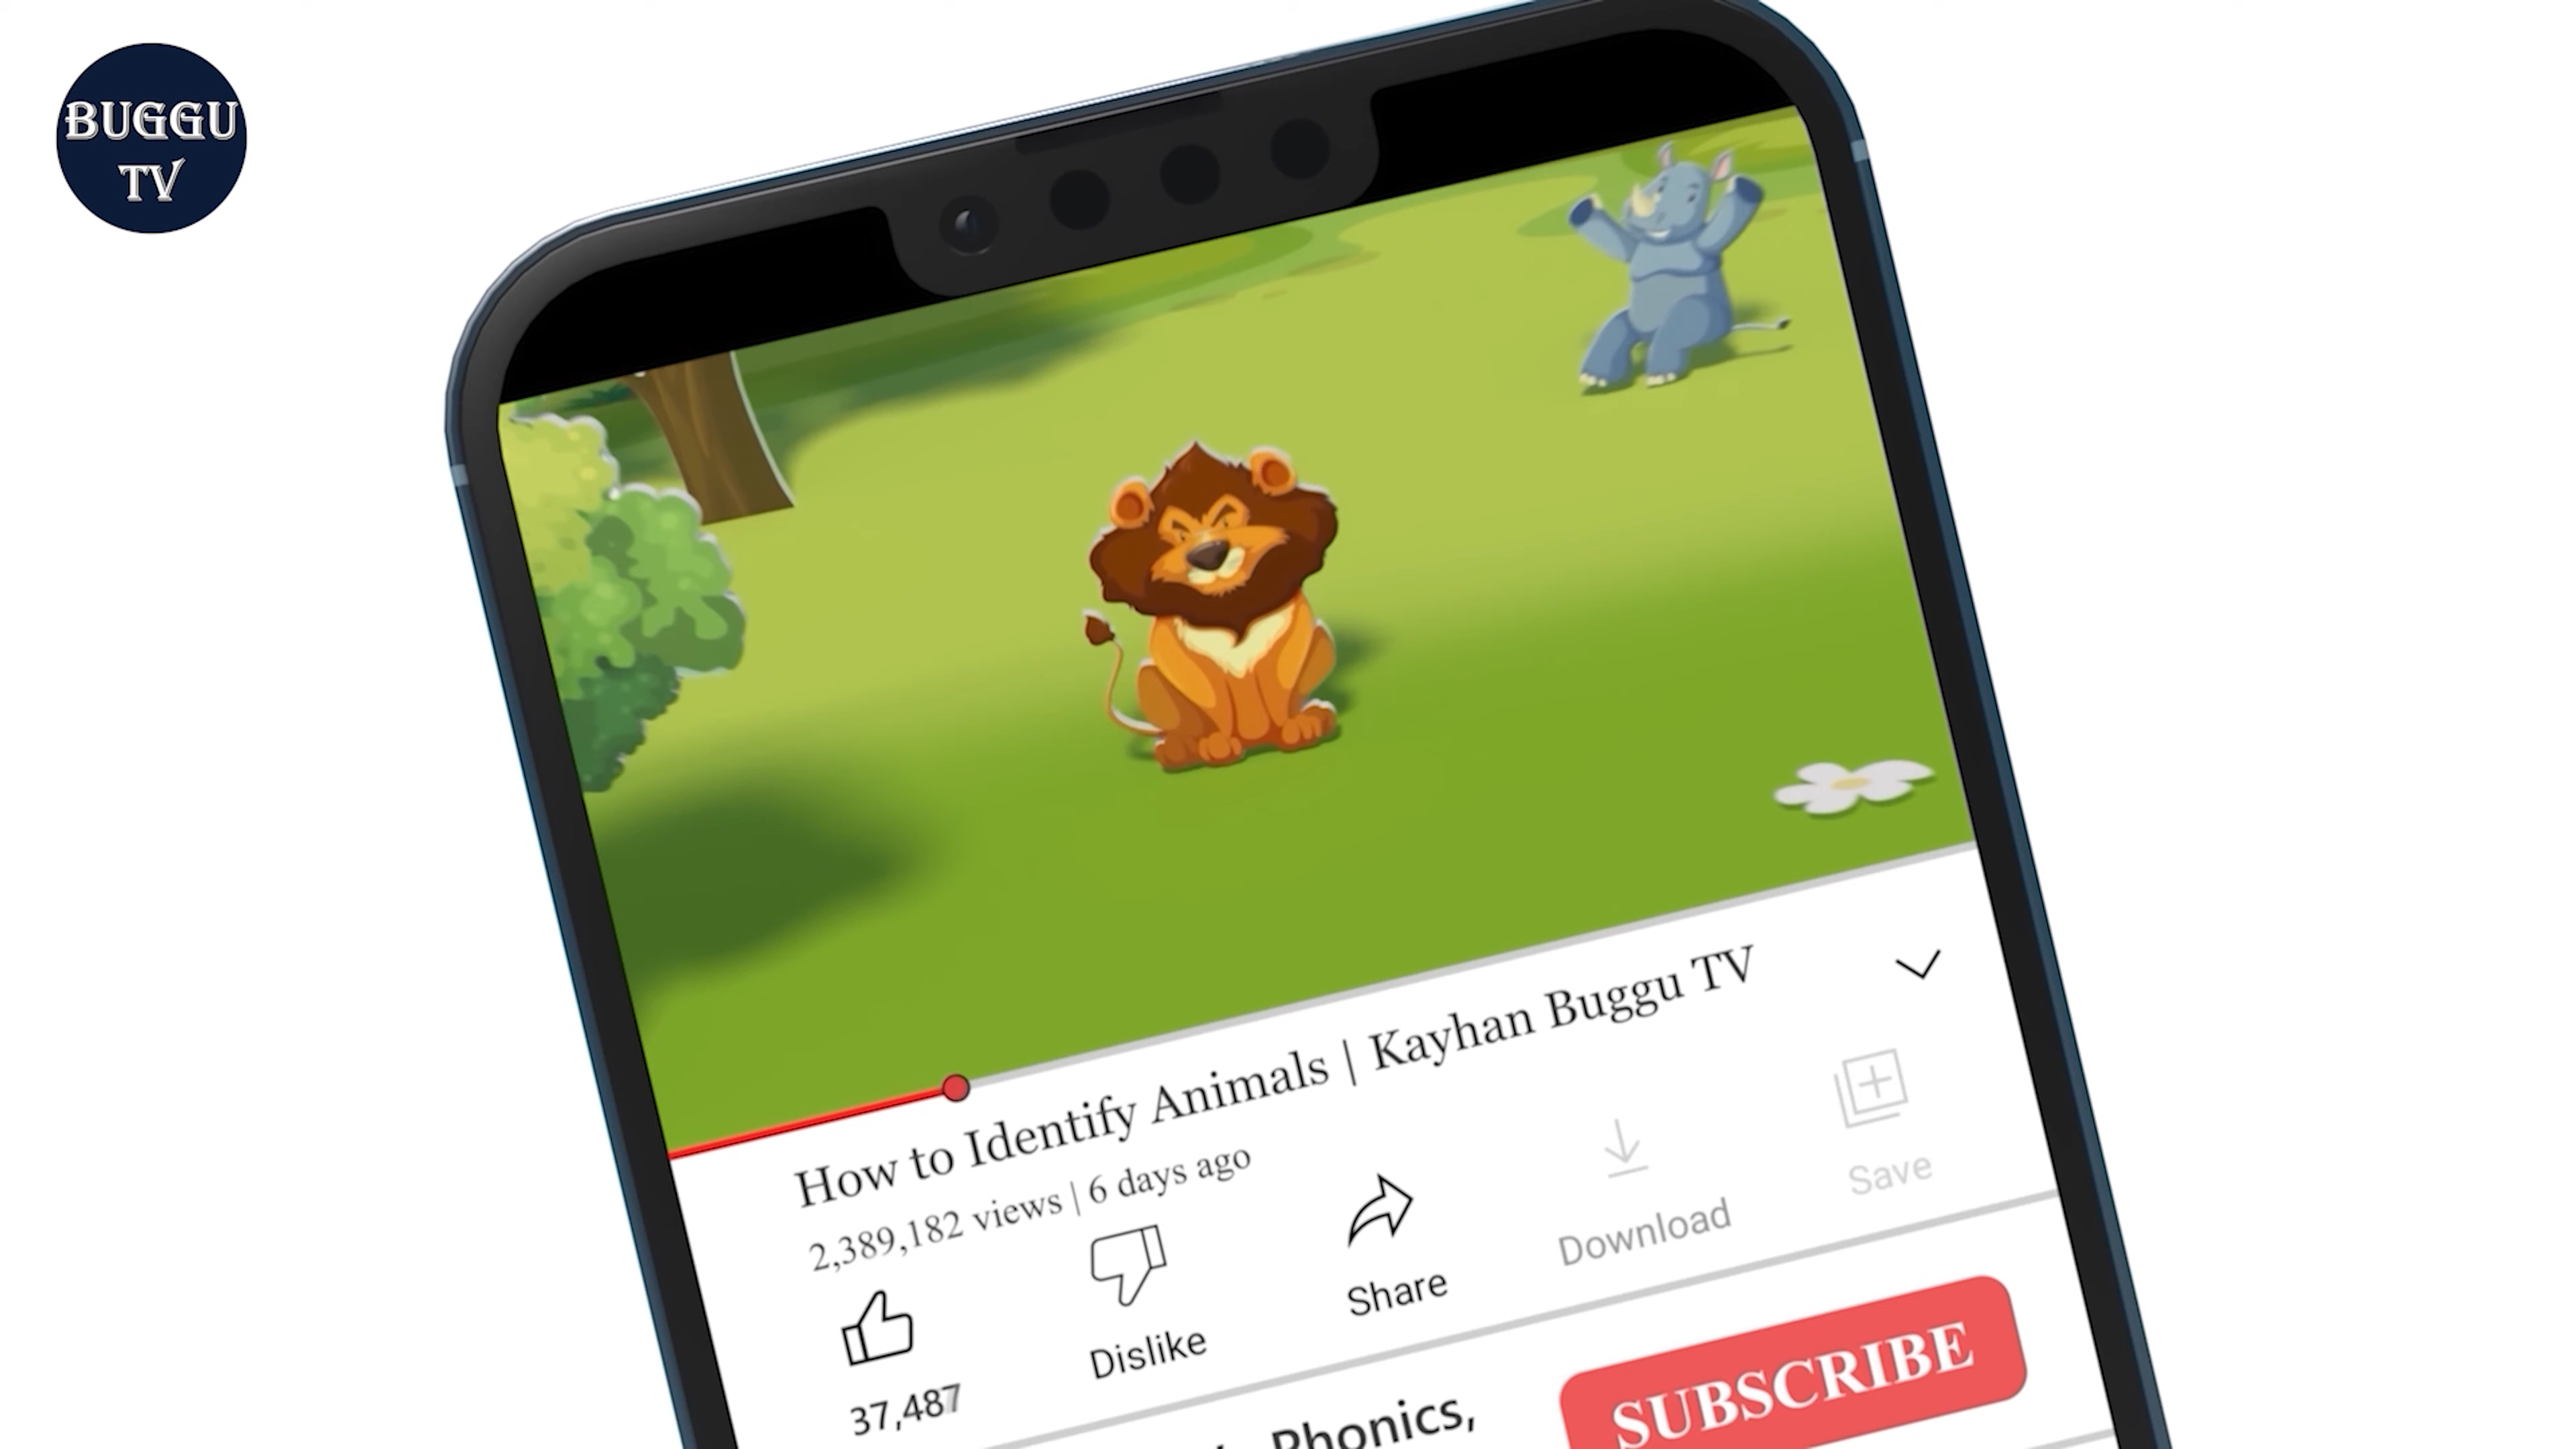 BUGGU
TV
How to Identify Animals | Kayhan Buggu TV
2,389,182 views | 6 days ago
37,487
Dislike
Share
Download
Save
Phonics,
SUBSCRIBE